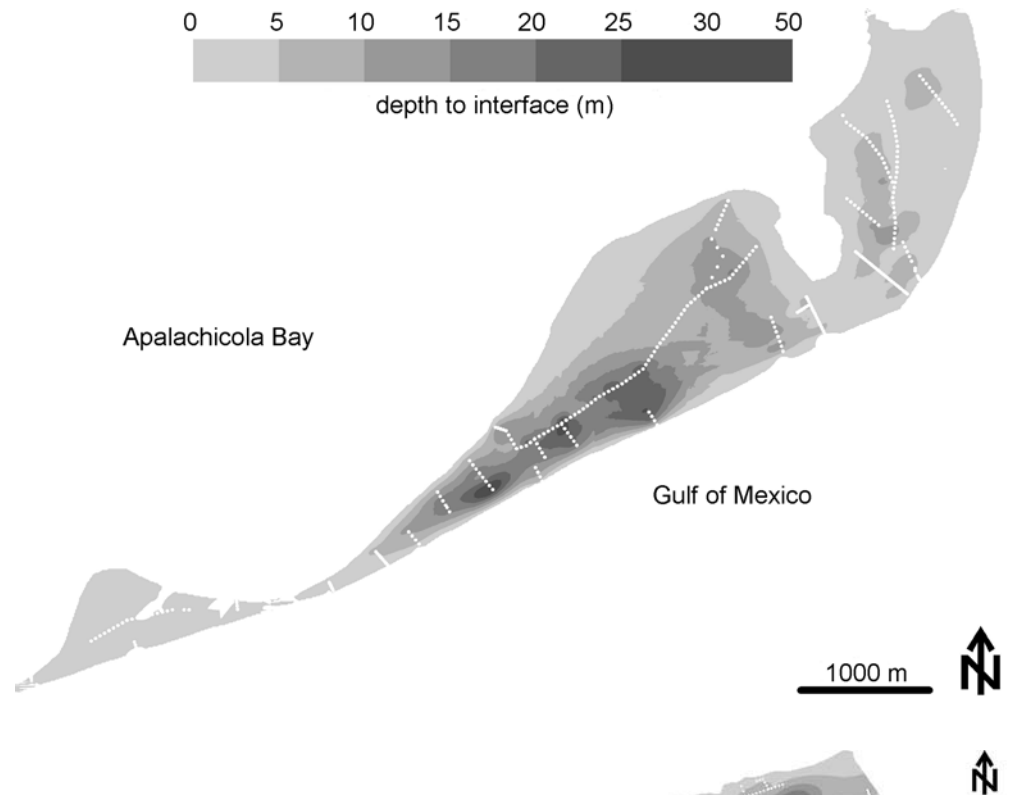 0 5 10 15 20 25 30 50
depth to interface (m)
Apalachicola Bay
Gulf of Mexico
1000 m
N
N